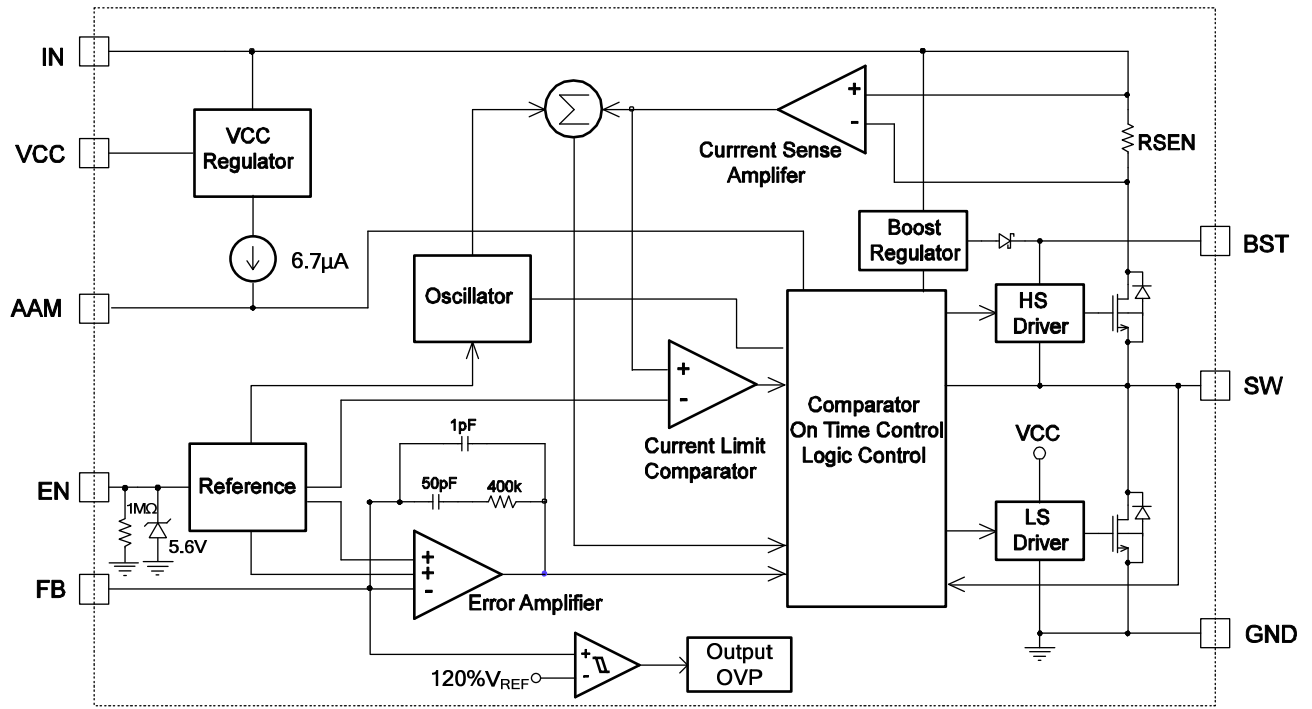 IN
VCC
Regulator
VCC
Σ
+
-
Currrent Sense
Amplifer
RSEN
Boost
Regulator
BST
6.7µA
AAM
Oscillator
HS
Driver
+
-
Current Limit
Comparator
SW
Comparator
On Time Control
Logic Control
VCC
1pF
50pF
400k
EN
Reference
1MΩ
5.6V
LS
Driver
+
+
-
Error Amplifier
FB
GND
+
-
120%VREF
Output
OVP